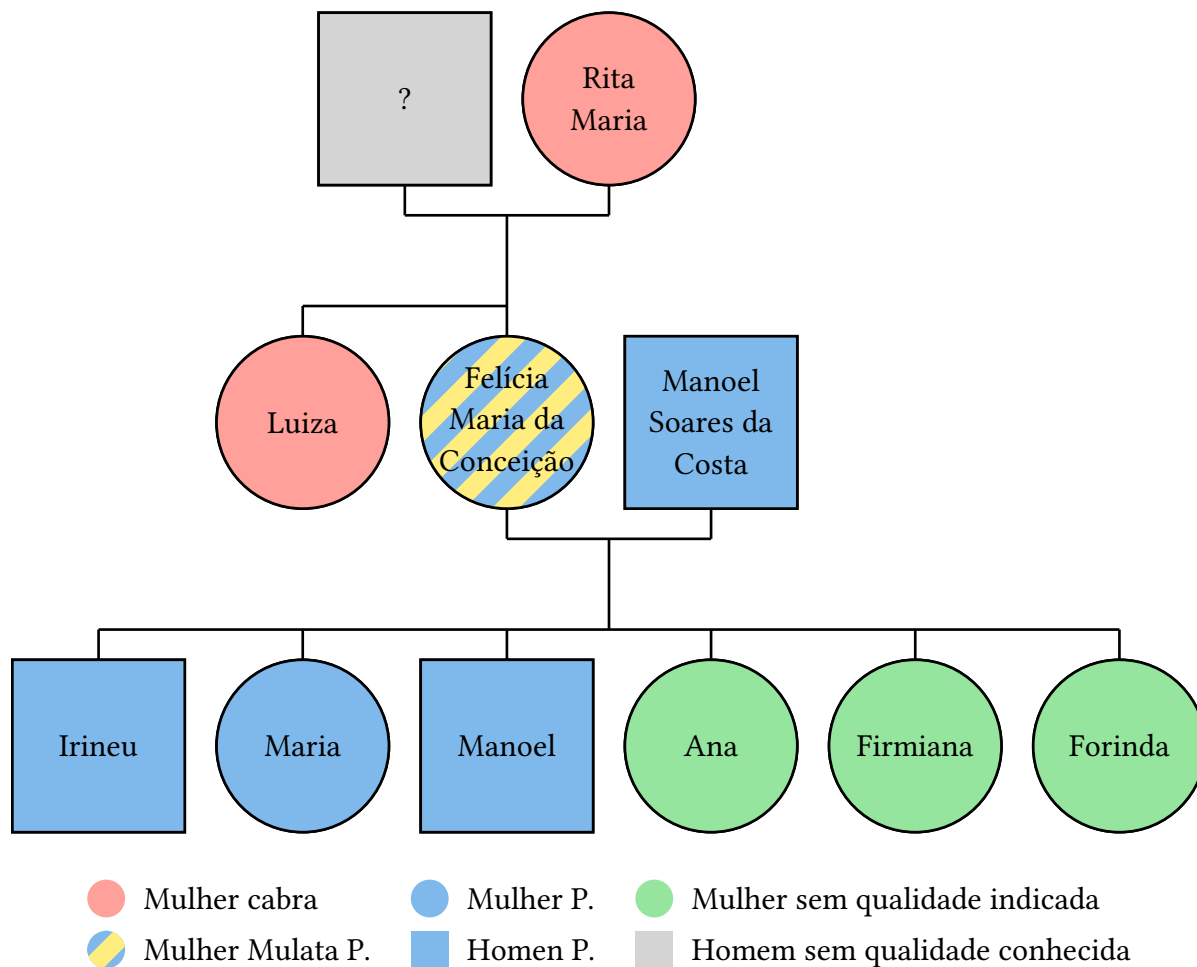 ?
Rita
Maria
Luiza
Felícia
Maria da
Conceição
Manoel
Soares da
Costa
Irineu
Maria
Manoel
Ana
Firmiana
Forinda
Mulher cabra
Mulher P.
Mulher sem qualidade indicada
Mulher Mulata P.
Homen P.
Homem sem qualidade conhecida